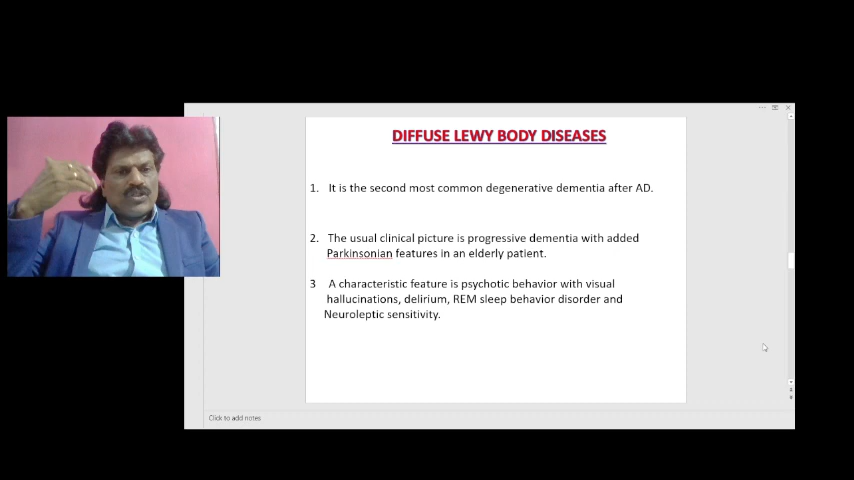 DIFFUSE LEWY BODY DISEASES
1. It is the second most common degenerative dementia after AD.
2. The usual clinical picture is progressive dementia with added
Parkinsonian features in an elderly patient.
3 A characteristic feature is psychotic behavior with visual
hallucinations, delirium, REM sleep behavior disorder and
Neuroleptic sensitivity.
Click to add notes